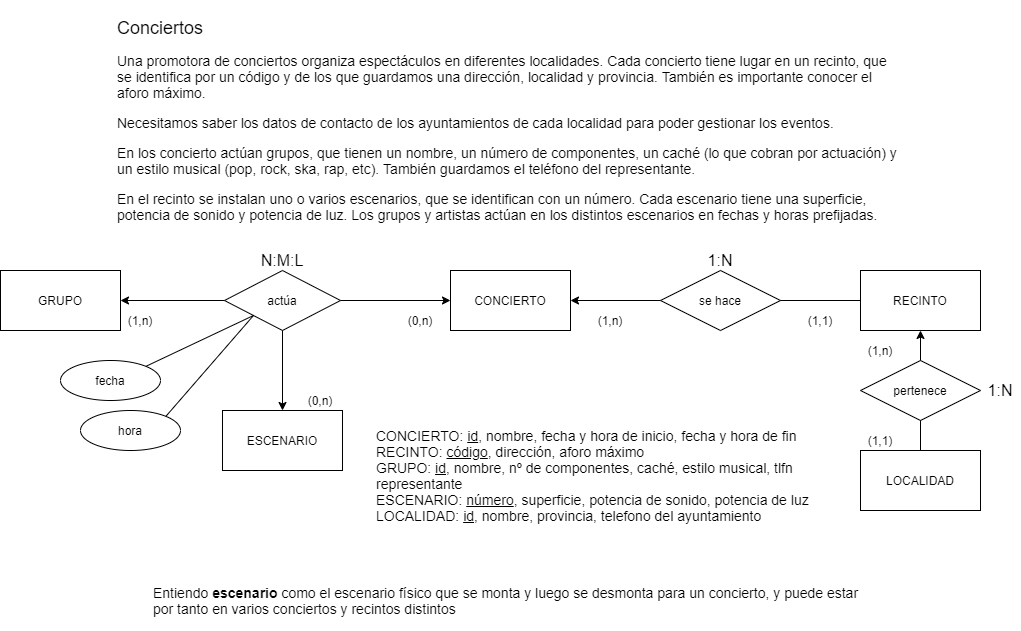 Conciertos
Una promotora de conciertos organiza espectáculos en diferentes localidades. Cada concierto tiene lugar en un recinto, que
se identifica por un código y de los que guardamos una dirección, localidad y provincia. También es importante conocer el
aforo máximo.
Necesitamos saber los datos de contacto de los ayuntamientos de cada localidad para poder gestionar los eventos.
En los concierto actúan grupos, que tienen un nombre, un número de componentes, un caché (lo que cobran por actuación) y
un estilo musical (pop, rock, ska, rap, etc). También guardamos el teléfono del representante.
En el recinto se instalan uno o varios escenarios, que se identifican con un número. Cada escenario tiene una superficie,
potencia de sonido y potencia de luz. Los grupos y artistas actúan en los distintos escenarios en fechas y horas prefijadas.
N:M:L
1:N
GRUPO
actúa
CONCIERTO
se hace
RECINTO
(1,n)
(0,n)
(1,n)
(1,1)
(1,n)
fecha
pertenece
1:N
(0,n)
hora
ESCENARIO
(1,1)
LOCALIDAD
CONCIERTO: id, nombre, fecha y hora de inicio, fecha y hora de fin
RECINTO: código, dirección, aforo máximo
GRUPO: id, nombre, nº de componentes, caché, estilo musical, tlfn
representante
ESCENARIO: número, superficie, potencia de sonido, potencia de luz
LOCALIDAD: id, nombre, provincia, telefono del ayuntamiento
Entiendo escenario como el escenario físico que se monta y luego se desmonta para un concierto, y puede estar
por tanto en varios conciertos y recintos distintos